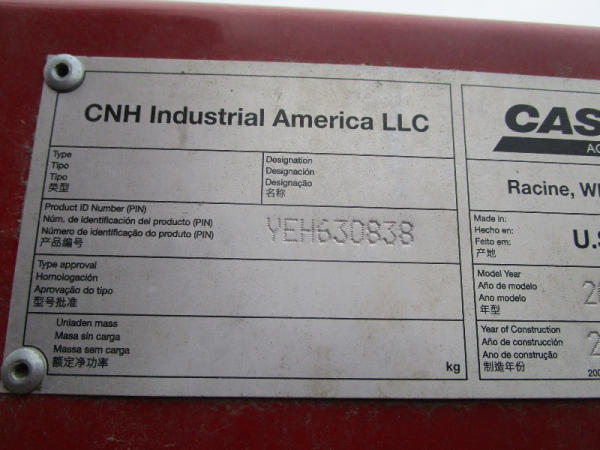 CNH Industrial America LLC
Type
Tipo
Tipo
类型
Designation
Designación
Designação
名称
Product ID Number (PIN)
Núm. de identificación del producto (PIN)
Número de identificação do produto (PIN)
产品编号
YEH630838
Type approval
Homologación
Aprovação do tipo
型号批准
Unladen mass
Masa sin carga
Massa sem carga
额定净功率
kg
CAS
Racine, W
Made in:
Hecho en:
Feito em:
产地
U.S
Model Year
Año de modelo
Ano modelo
年型
2
Year of Construction
Año de construcción
Ano de construção
制造年份
2
200